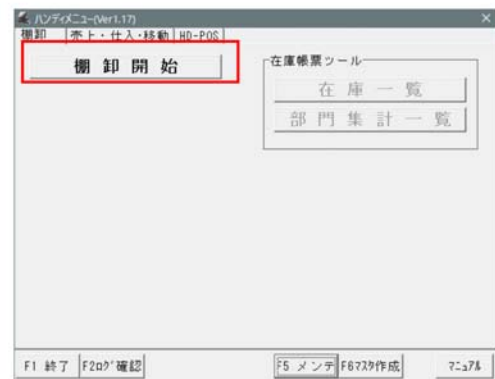 ハンディメニュー(Ver1.17)
棚卸 売上・仕入・移動 HD-POS
棚卸開始
在庫帳票ツール
在庫一覧
部門集計一覧
F1 終了 F2ログ確認 F5 メンテ F6マスタ作成 マニュアル